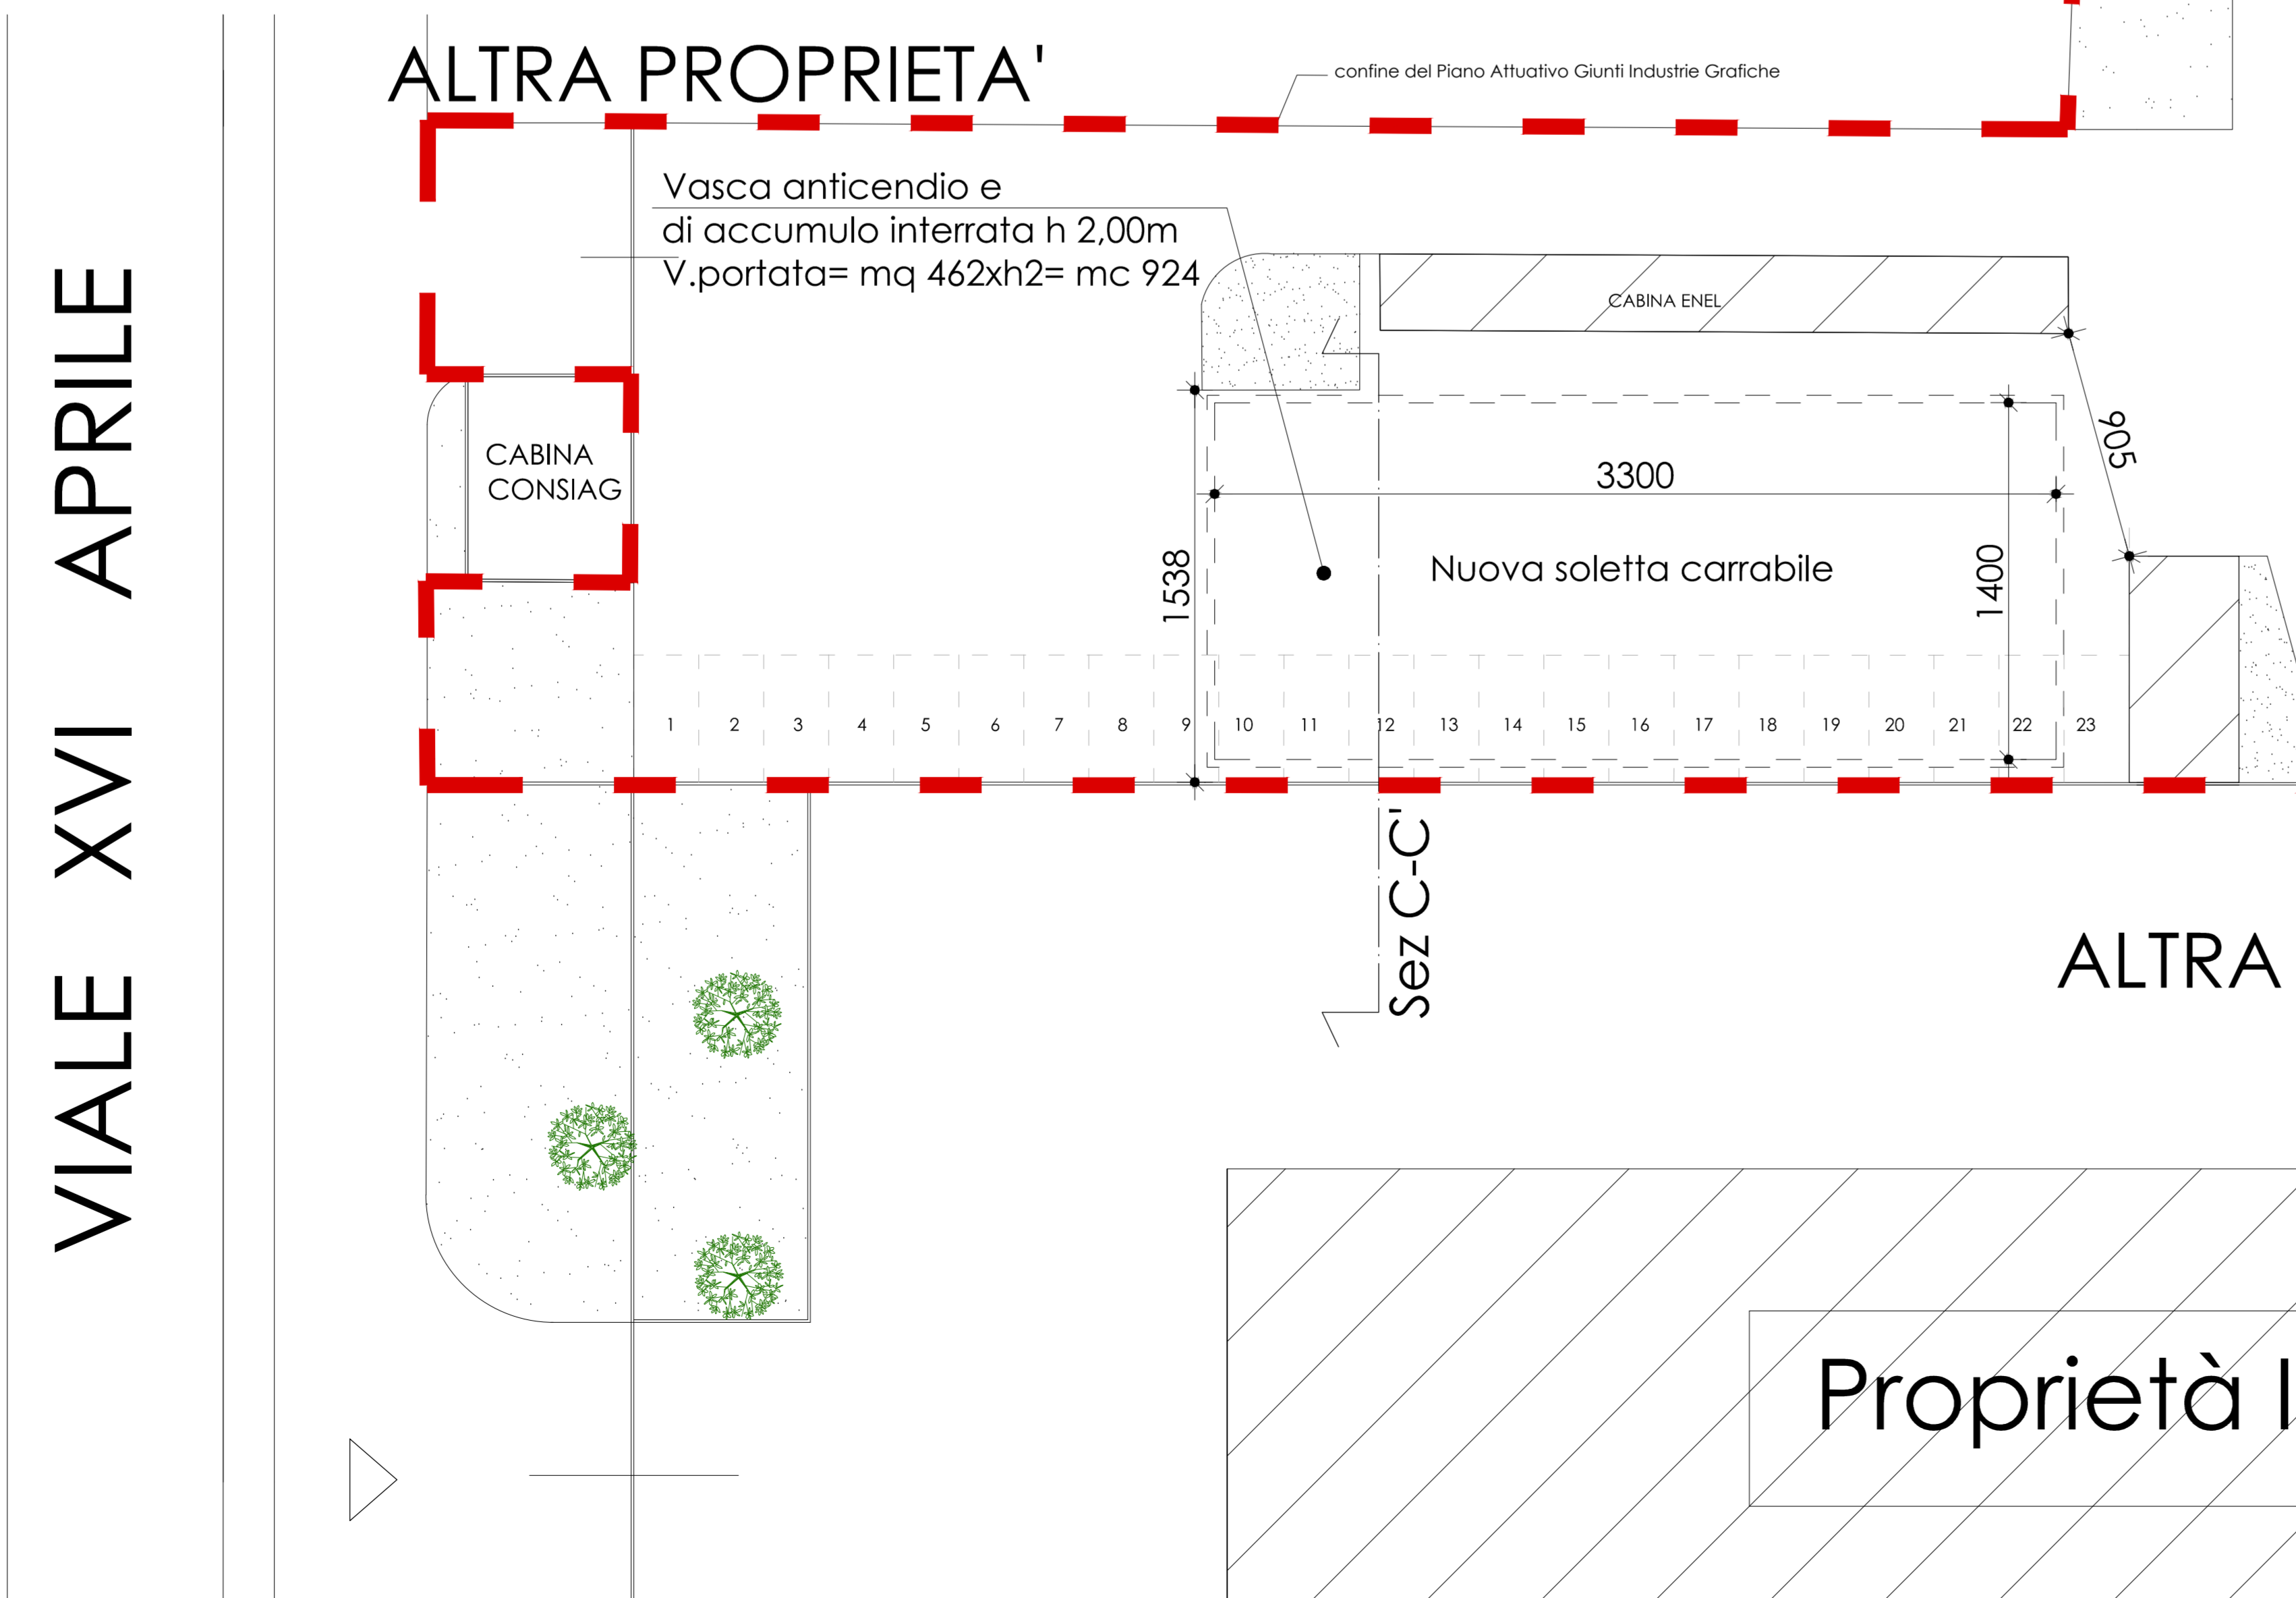 ALTRA PROPRIETA'
confine del Piano Attuativo Giunti Industrie Grafiche
Vasca anticendio e
di accumulo interrata h 2,00m
V.portata= mq 462xh2= mc 924
CABINA ENEL
VIALE XVI APRILE
CABINA
CONSIAG
905
3300
1538
Nuova soletta carrabile
1400
1 2 3 4 5 6 7 8 9 10 11 12 13 14 15 16 17 18 19 20 21 22 23
Sez C-C'
ALTRA
Proprietà I